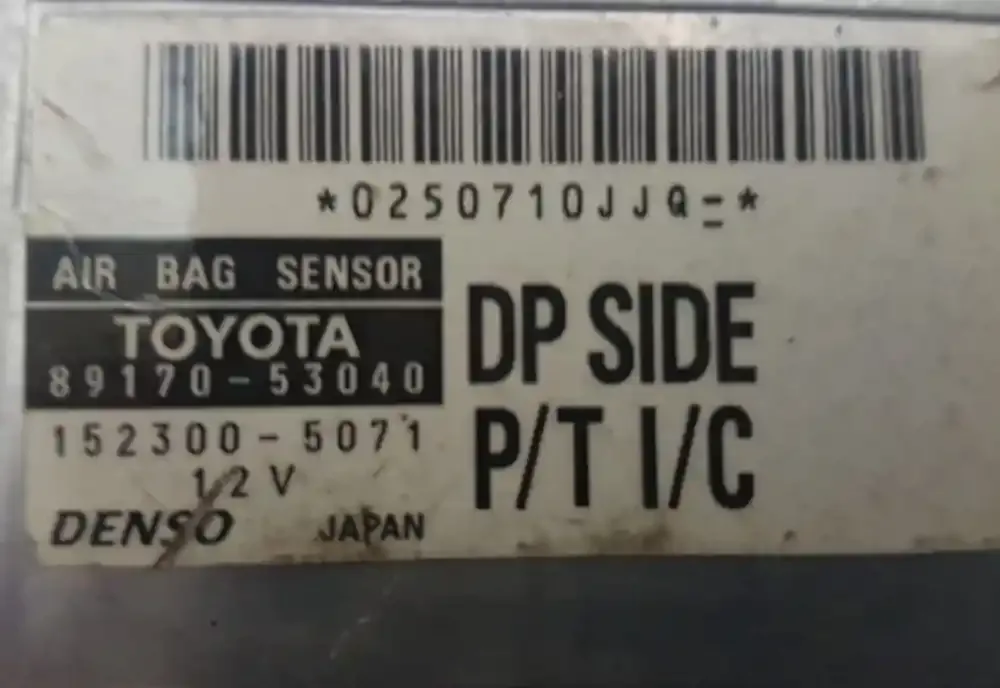 *0250710JJQ=*
AIR BAG SENSOR
TOYOTA
89170-53040
152300-5071
12V
DENSO JAPAN
DP SIDE
P/T I/C